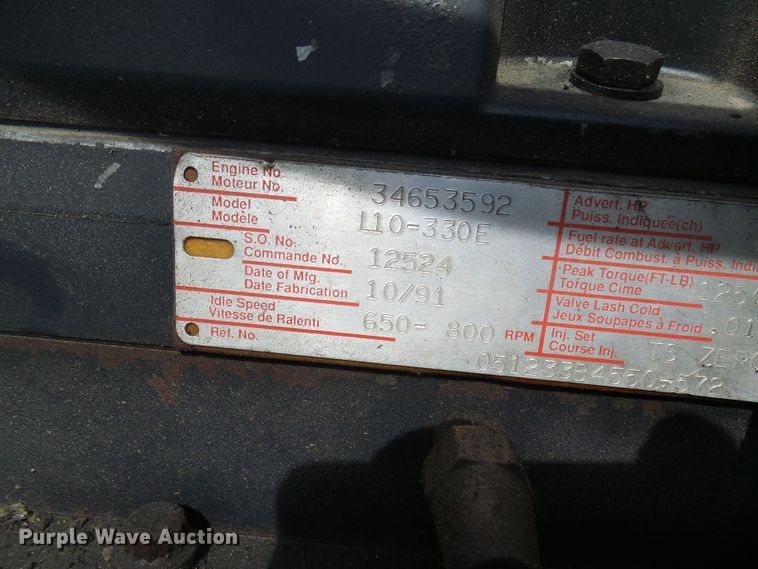 Engine No.
Moteur No. 34653592
Model
Modèle L10-330E
S.O. No.
Commande No. 12524
Date of Mfg.
Date Fabrication 10/91
Idle Speed
Vitesse de Ralenti 650- 800 RPM
Ref. No.
Advert. HP
Puiss. Indiquée(ch)
Fuel rate at Advert. HP
Débit Combust. à Puiss. Indi
Peak Torque(FT-LB)
Torque Cime 125
Valve Lash Cold
Jeux Soupapes à Froid .01
Inj. Set
Course Inj. TS ZERO
Purple Wave Auction